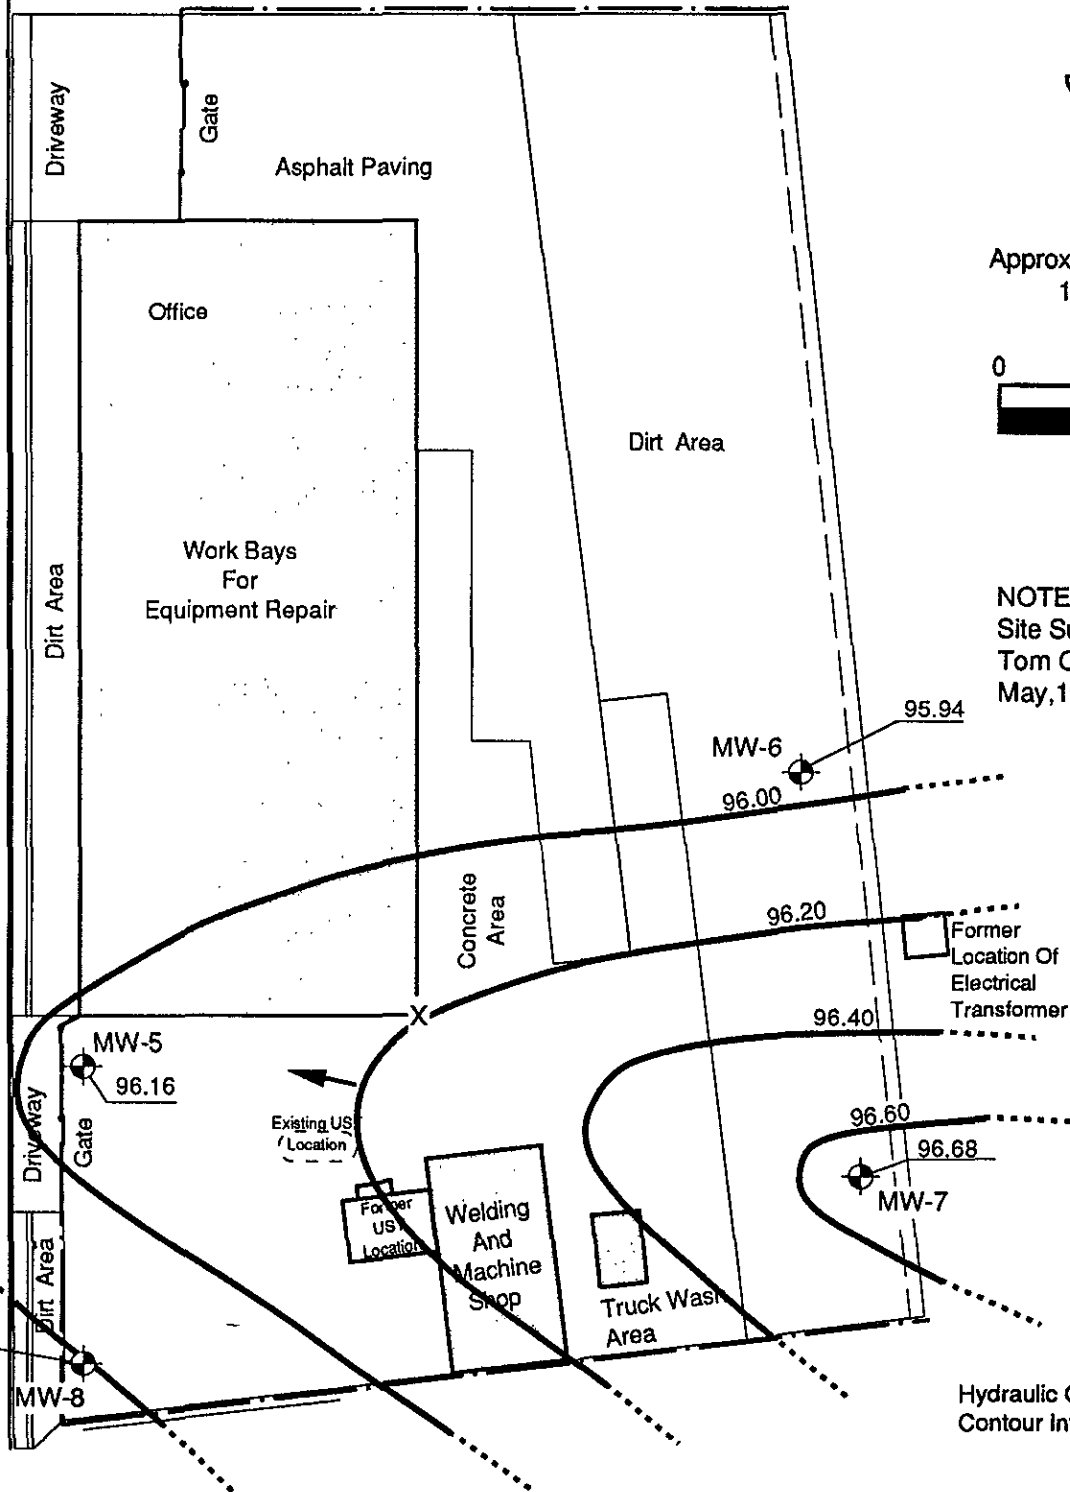 Driveway
Gate
Asphalt Paving
Approx
1
Office
0
Dirt Area
Work Bays
For
Equipment Repair
Dirt Area
NOTE
Site Su
Tom
May,1
95.94
MW-6
96.00
Concrete
Area
96.20
Former
Location Of
Electrical
Transformer
X
96.40
MW-5
96.16
Driveway
Gate
Existing US
Location
96.60
96.68
MW-7
Former
UST
Location
Welding
And
Machine
Shop
Truck Wash
Area
Dirt Area
MW-8
Hydraulic
Contour In